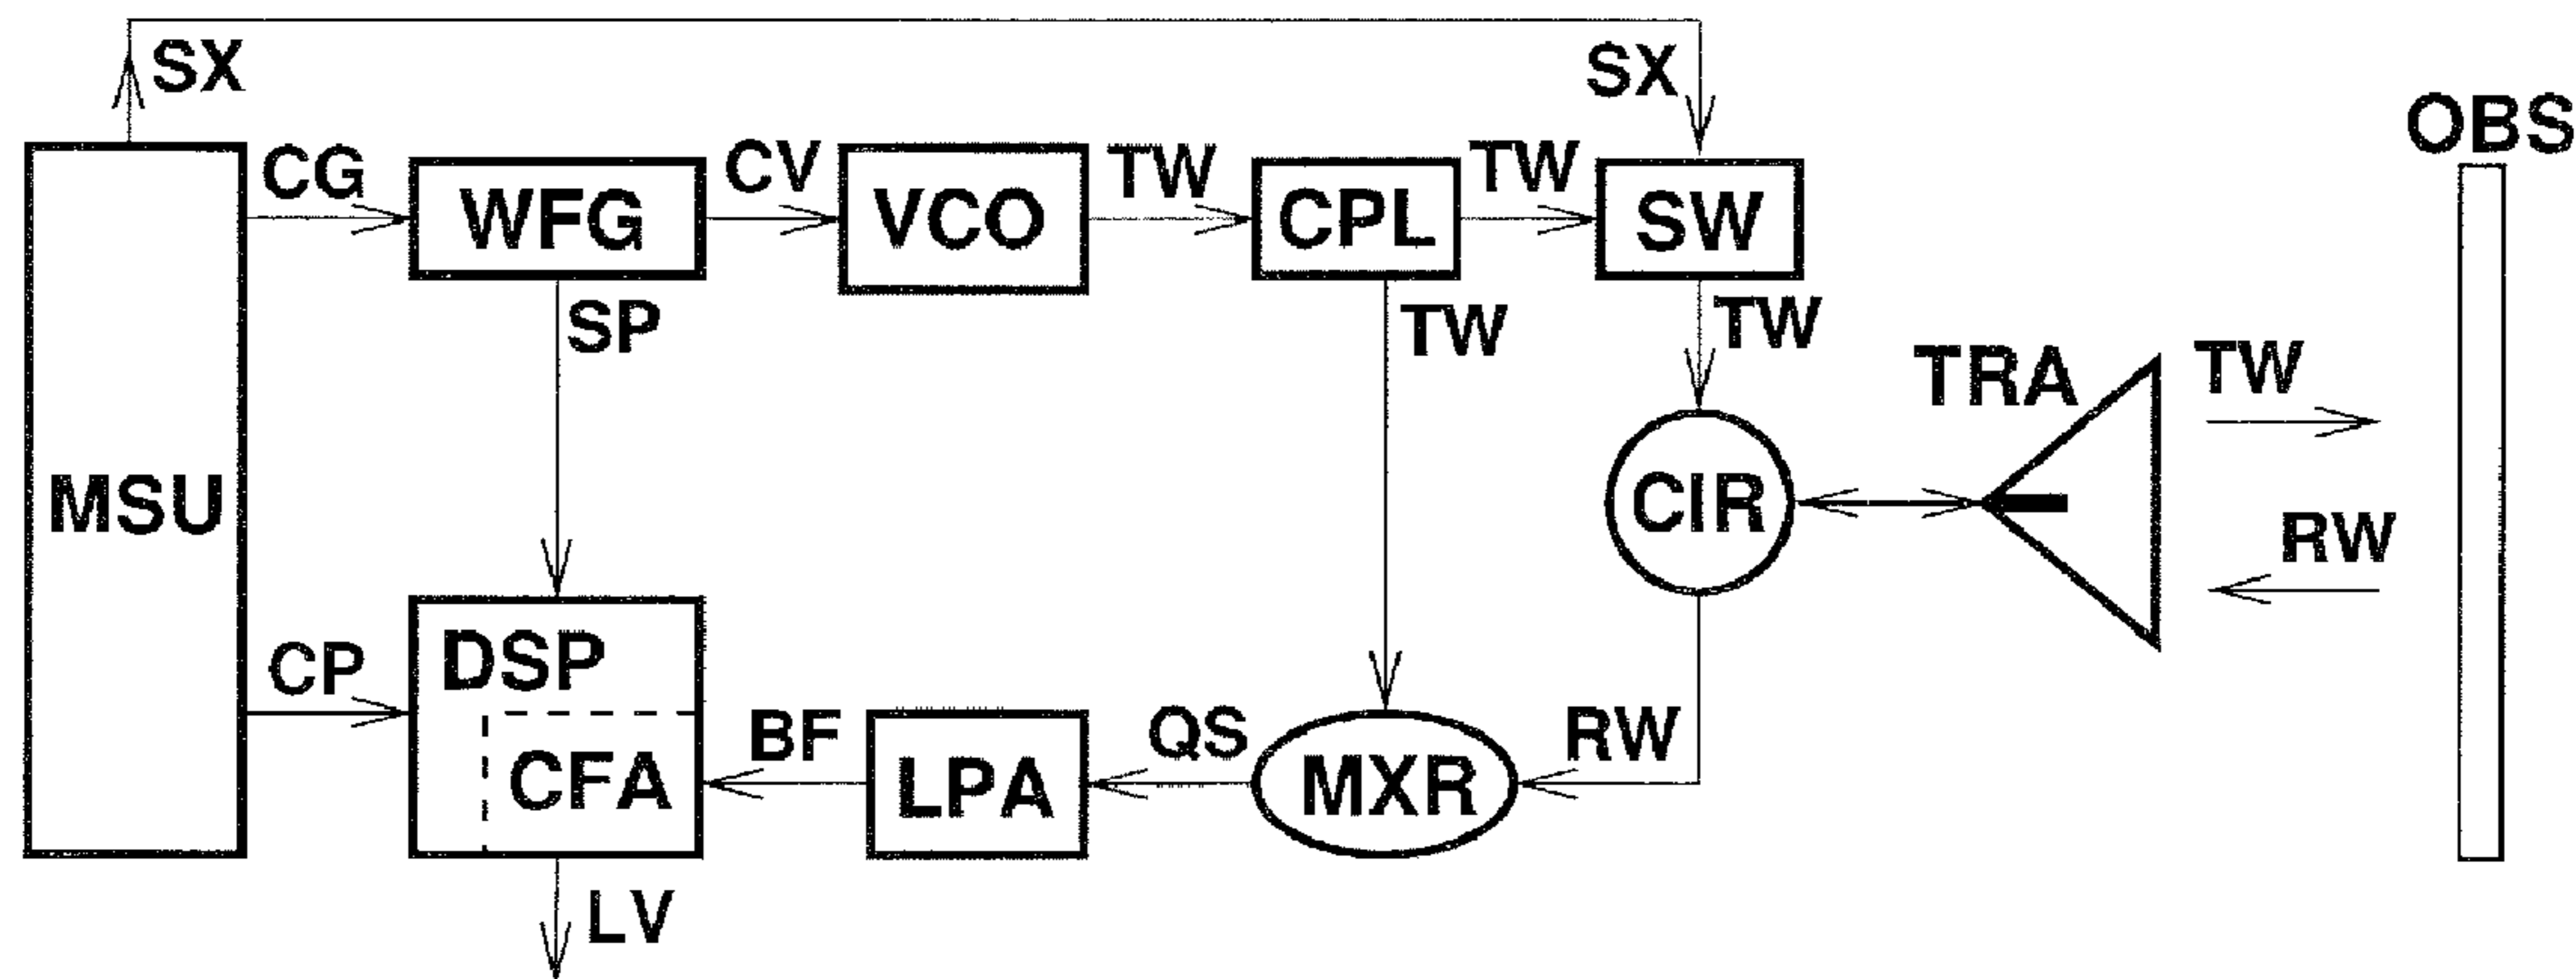 SX
SX
OBS
CG
WFG
CV
VCO
TW
CPL
TW
SW
SP
TW
TW
TRA
TW
MSU
CIR
RW
CP
DSP
CFA
BF
LPA
QS
MXR
RW
LV